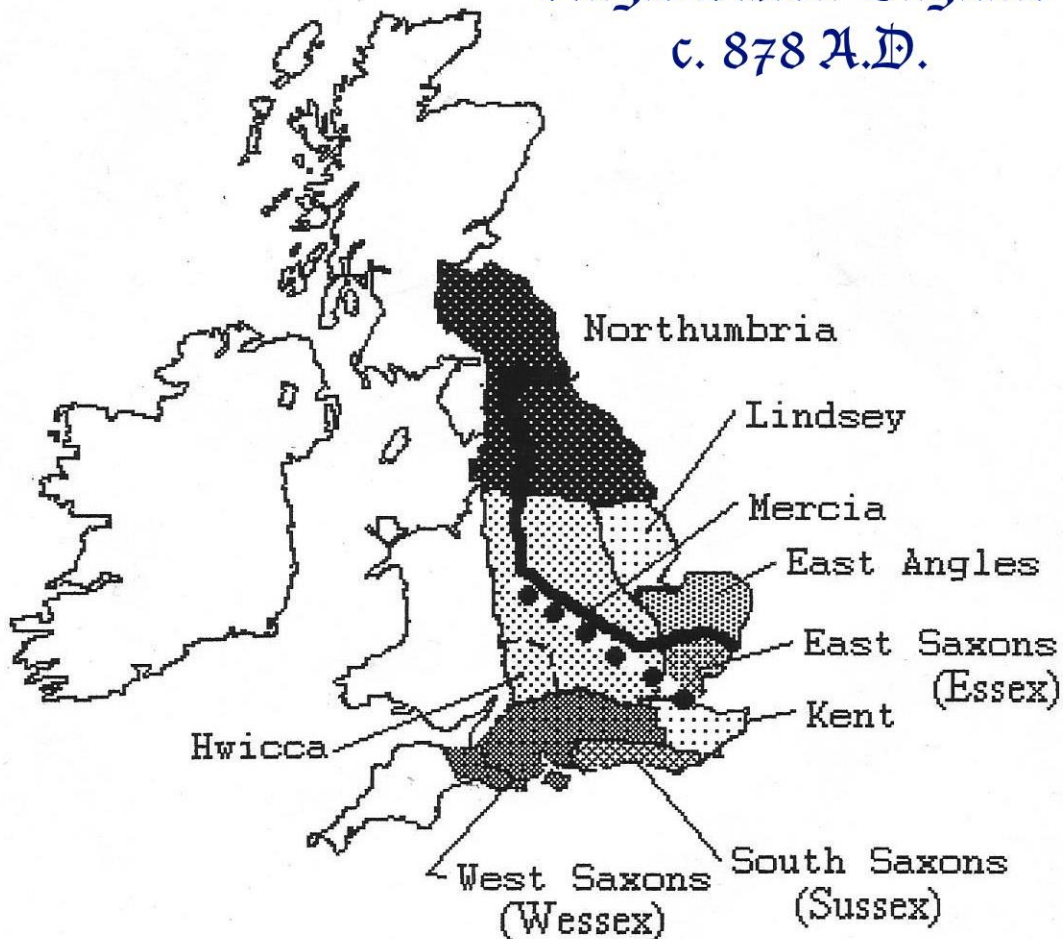 c. 878 A.D.
Northumbria
Lindsey
Mercia
East Angles
East Saxons
(Essex)
Kent
Hwicca
West Saxons
(Wessex)
South Saxons
(Sussex)